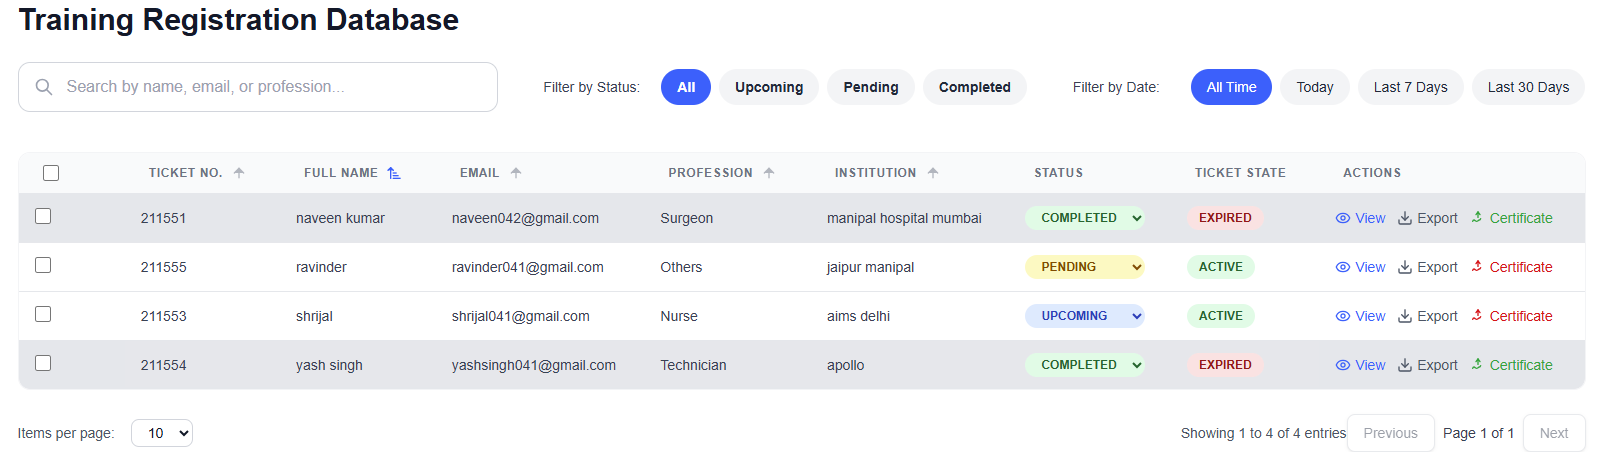 Training Registration Database
Search by name, email, or profession... Filter by Status: All Upcoming Pending Completed Filter by Date: All Time Today Last 7 Days Last 30 Days
TICKET NO. FULL NAME EMAIL PROFESSION INSTITUTION STATUS TICKET STATE ACTIONS
211551 naveen kumar naveen042@gmail.com Surgeon manipal hospital mumbai COMPLETED EXPIRED View Export Certificate
211555 ravinder ravinder041@gmail.com Others jaipur manipal PENDING ACTIVE View Export Certificate
211553 shrijal shrijal041@gmail.com Nurse aims delhi UPCOMING ACTIVE View Export Certificate
211554 yash singh yashsingh041@gmail.com Technician apollo COMPLETED EXPIRED View Export Certificate
Items per page: 10 Showing 1 to 4 of 4 entries Previous Page 1 of 1 Next